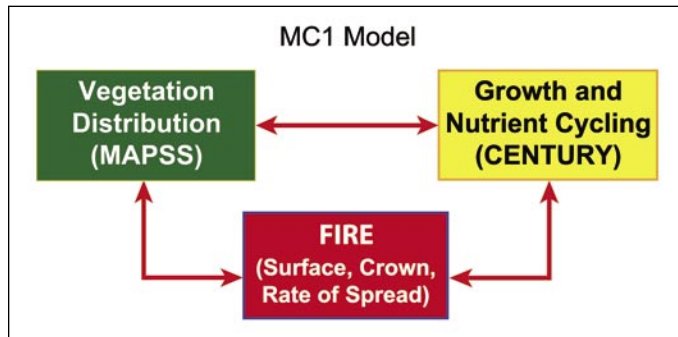 MC1 Model
Vegetation
Distribution
(MAPSS)
Growth and
Nutrient Cycling
(CENTURY)
FIRE
(Surface, Crown,
Rate of Spread)